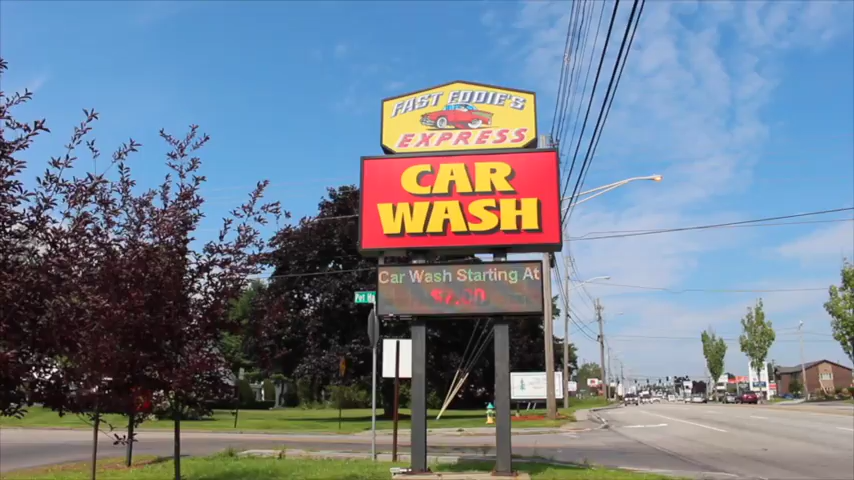 FAST EDDIE'S
EXPRESS
CAR
WASH
Car Wash Starting At
$7.00